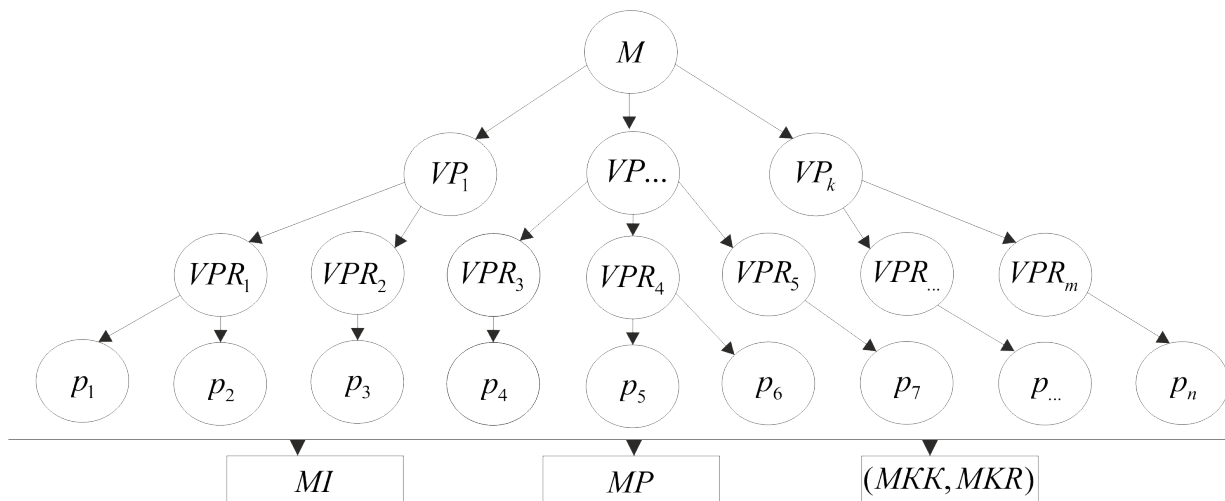 M
VP₁ VP... VPₖ
VPR₁ VPR₂ VPR₃ VPR₄ VPR₅ VPR... VPRₘ
p₁ p₂ p₃ p₄ p₅ p₆ p₇ p... pₙ
MI MP (MKK, MKR)